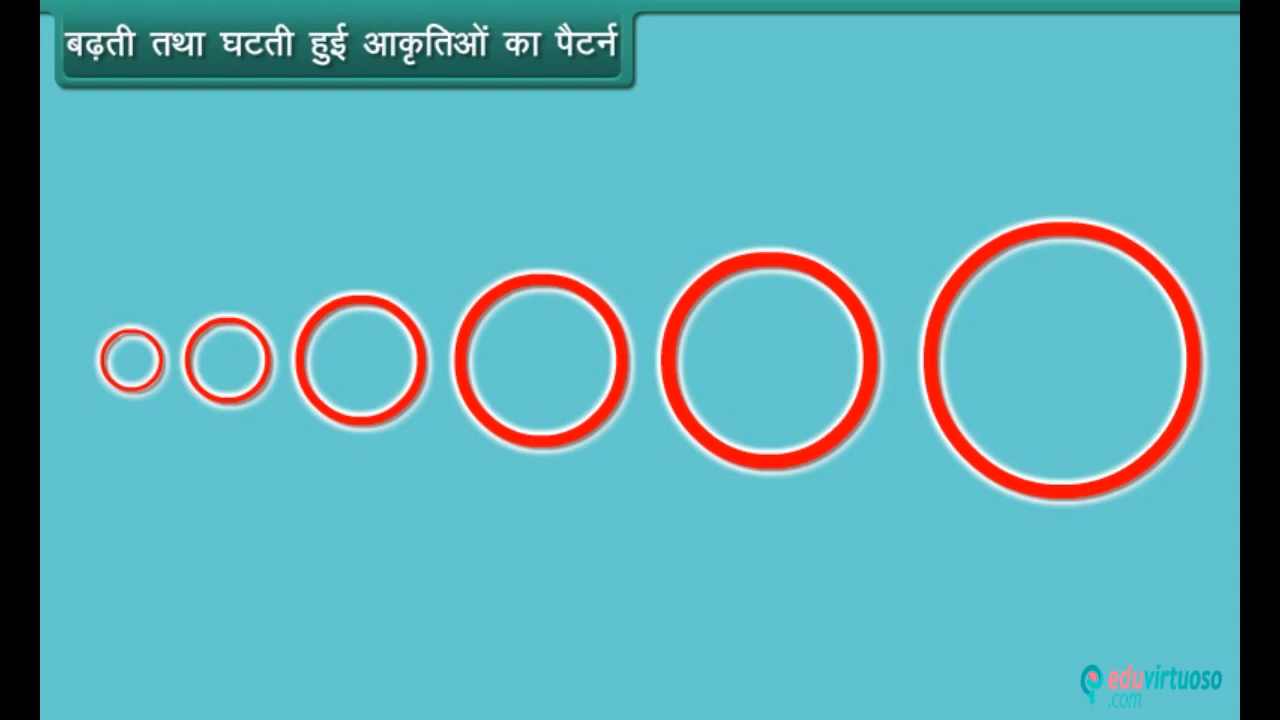 बढ़ती तथा घटती हुई आकृतिओं का पैटर्न
eduvirtuoso
.com